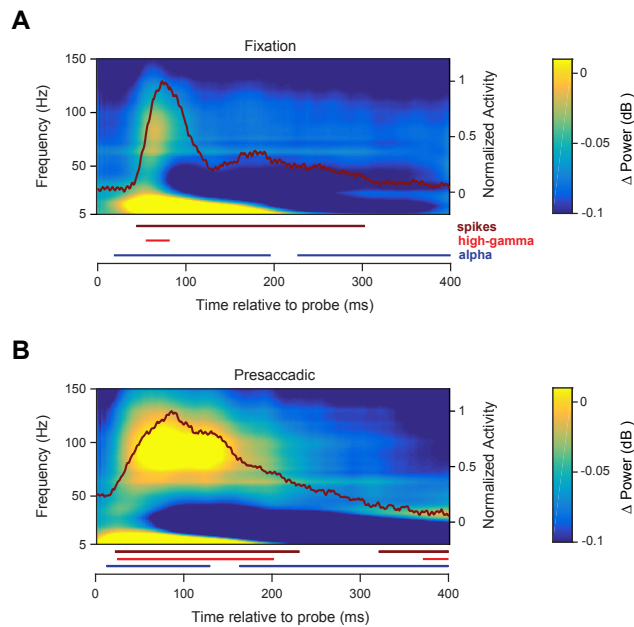 A
Fixation
150
100
50
5
Frequency (Hz)
1
0.5
0
Normalized Activity
0
-0.05
-0.1
Δ Power (dB )
spikes
high-gamma
alpha
0 100 200 300 400
Time relative to probe (ms)
B
Presaccadic
150
100
50
5
Frequency (Hz)
1
0.5
0
Normalized Activity
0
-0.05
-0.1
Δ Power (dB )
0 100 200 300 400
Time relative to probe (ms)